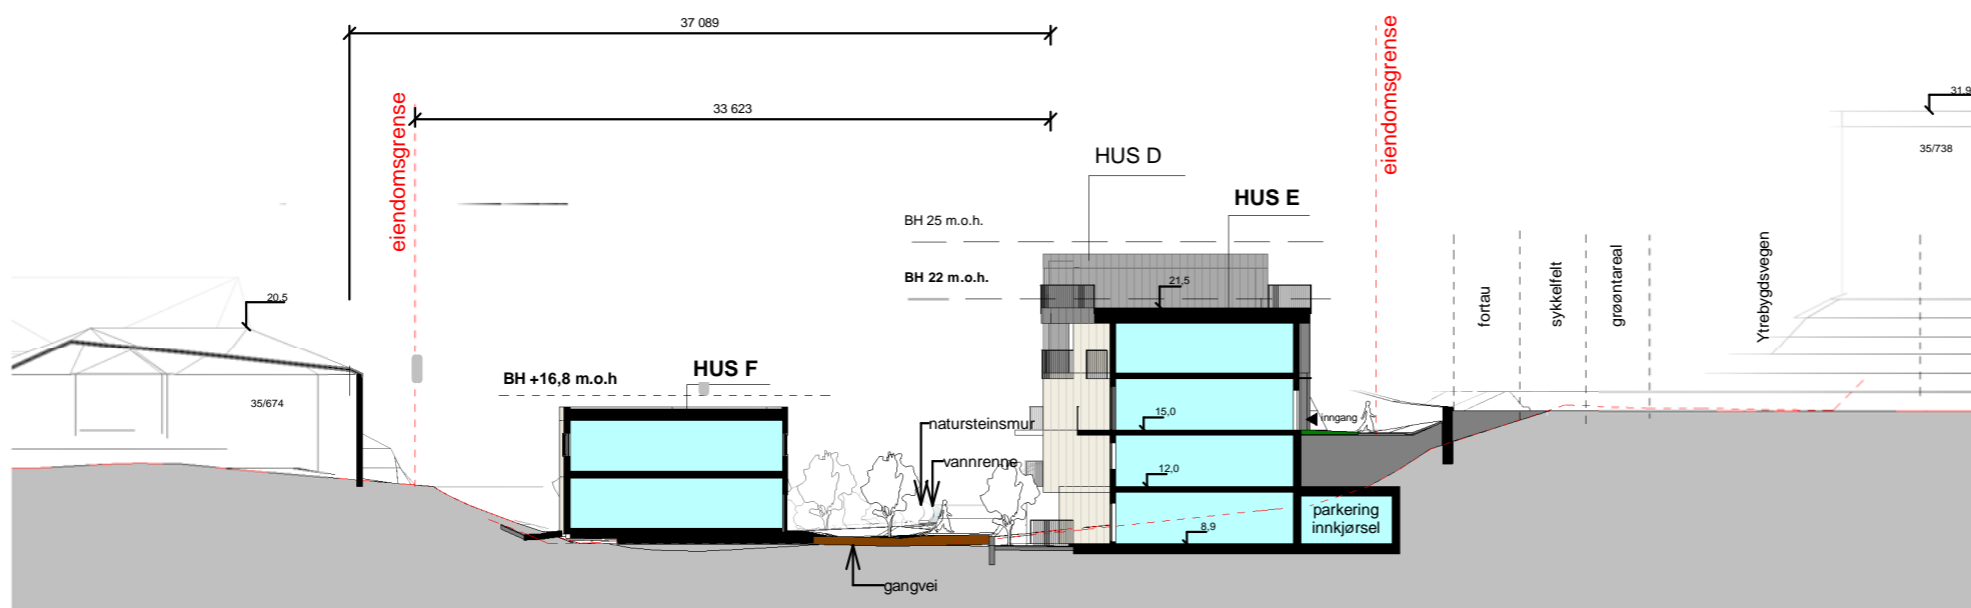 37 089
33 623
eiendomsgrense
eiendomsgrense
31.9
35/738
HUS D
HUS E
BH 25 m.o.h.
BH 22 m.o.h.
21,5
20,5
fortau
sykkelfelt
grøøntareal
Ytrebygdsvegen
HUS F
BH +16,8 m.o.h
35/674
natursteinsmur
15,0
inngang
vannrenne
12,0
parkering
innkjørsel
8,9
gangvei